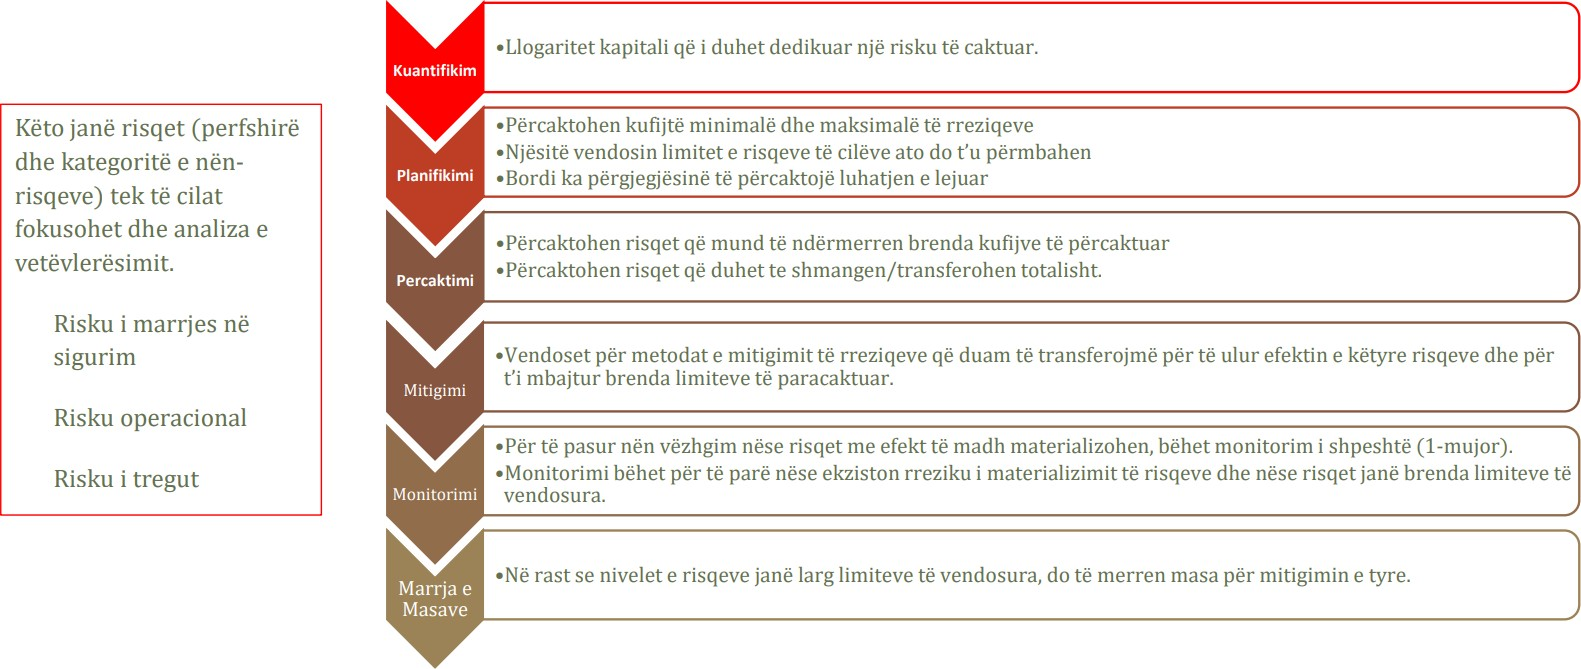 Këto janë risqet (perfshirë
dhe kategoritë e nën-
risqeve) tek të cilat
fokusohet dhe analiza e
vetëvlerësimit.
Risku i marrjes në
sigurim
Risku operacional
Risku i tregut
Kuantifikim
•Llogaritet kapitali që i duhet dedikuar një risku të caktuar.
Planifikimi
•Përcaktohen kufijtë minimalë dhe maksimalë të rreziqeve
•Njësitë vendosin limitet e risqeve të cilëve ato do t’u përmbahen
•Bordi ka përgjegjësinë të përcaktojë luhatjen e lejuar
Percaktimi
•Përcaktohen risqet që mund të ndërmerren brenda kufijve të përcaktuar
•Përcaktohen risqet që duhet te shmangen/transferohen totalisht.
Mitigimi
•Vendoset për metodat e mitigimit të rreziqeve që duam të transferojmë për të ulur efektin e këtyre risqeve dhe për
t’i mbajtur brenda limiteve të paracaktuar.
Monitorimi
•Për të pasur nën vëzhgim nëse risqet me efekt të madh materializohen, bëhet monitorim i shpeshtë (1-mujor).
•Monitorimi bëhet për të parë nëse ekziston rreziku i materializimit të risqeve dhe nëse risqet janë brenda limiteve të
vendosura.
Marrja e
Masave
•Në rast se nivelet e risqeve janë larg limiteve të vendosura, do të merren masa për mitigimin e tyre.